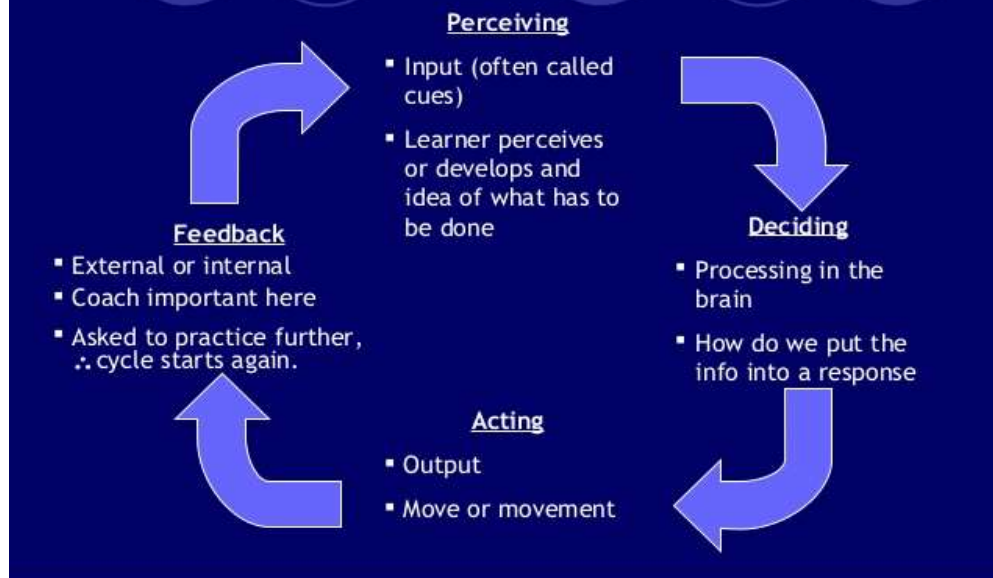 Perceiving
▪ Input (often called
cues)
▪ Learner perceives
or develops and
idea of what has to
be done
Deciding
▪ Processing in the
brain
▪ How do we put the
info into a response
Acting
▪ Output
▪ Move or movement
Feedback
▪ External or internal
▪ Coach important here
▪ Asked to practice further,
∴ cycle starts again.